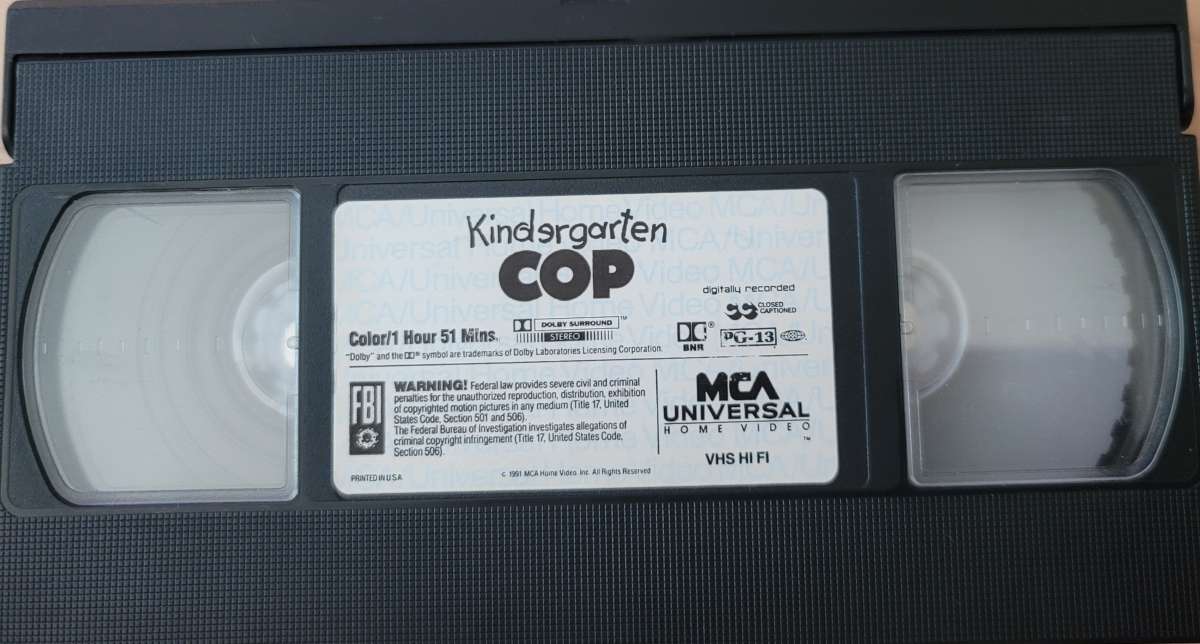 Kindergarten
COP
digitally recorded
CLOSED
CAPTIONED
Color/1 Hour 51 Mins.
DOLBY SURROUND™
STEREO
BNR
PG-13
"Dolby" and the symbol are trademarks of Dolby Laboratories Licensing Corporation.
FBI
WARNING! Federal law provides severe civil and criminal
penalties for the unauthorized reproduction, distribution, exhibition
of copyrighted motion pictures in any medium (Title 17, United
States Code, Section 501 and 506).
The Federal Bureau of Investigation investigates allegations of
criminal copyright infringement (Title 17, United States Code,
Section 506).
MCA
UNIVERSAL
HOME VIDEO™
VHS HI FI
PRINTED IN U.S.A.
© 1991 MCA Home Video, Inc. All Rights Reserved